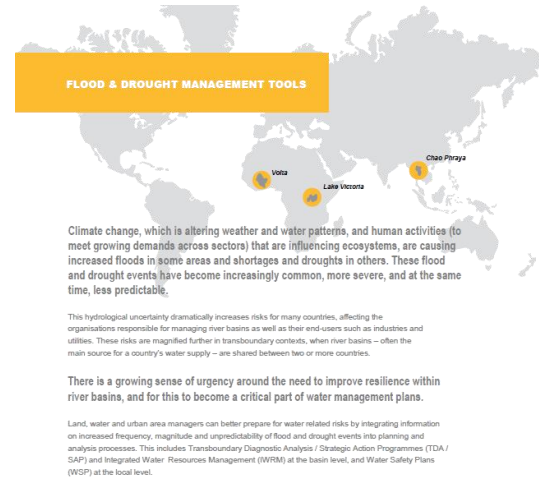 FLOOD & DROUGHT MANAGEMENT TOOLS
Chao Phraya
Volta
Lake Victoria
Climate change, which is altering weather and water patterns, and human activities (to
meet growing demands across sectors) that are influencing ecosystems, are causing
increased floods in some areas and shortages and droughts in others. These flood
and drought events have become increasingly common, more severe, and at the same
time, less predictable.
This hydrological uncertainty dramatically increases risks for many countries, affecting the
organisations responsible for managing river basins as well as their end-users such as industries and
utilities. These risks are magnified further in transboundary contexts, when river basins – often the
main source for a country's water supply – are shared between two or more countries.
There is a growing sense of urgency around the need to improve resilience within
river basins, and for this to become a critical part of water management plans.
Land, water and urban area managers can better prepare for water related risks by integrating information
on increased frequency, magnitude and unpredictability of flood and drought events into planning and
analysis processes. This includes Transboundary Diagnostic Analysis / Strategic Action Programmes (TDA /
SAP) and Integrated Water Resources Management (IWRM) at the basin level, and Water Safety Plans
(WSP) at the local level.